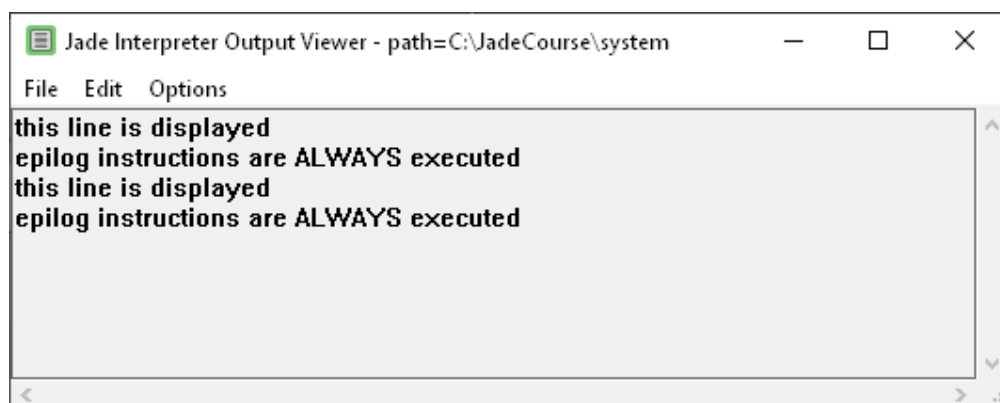 Jade Interpreter Output Viewer - path=C:\JadeCourse\system
File Edit Options
this line is displayed
epilog instructions are ALWAYS executed
this line is displayed
epilog instructions are ALWAYS executed